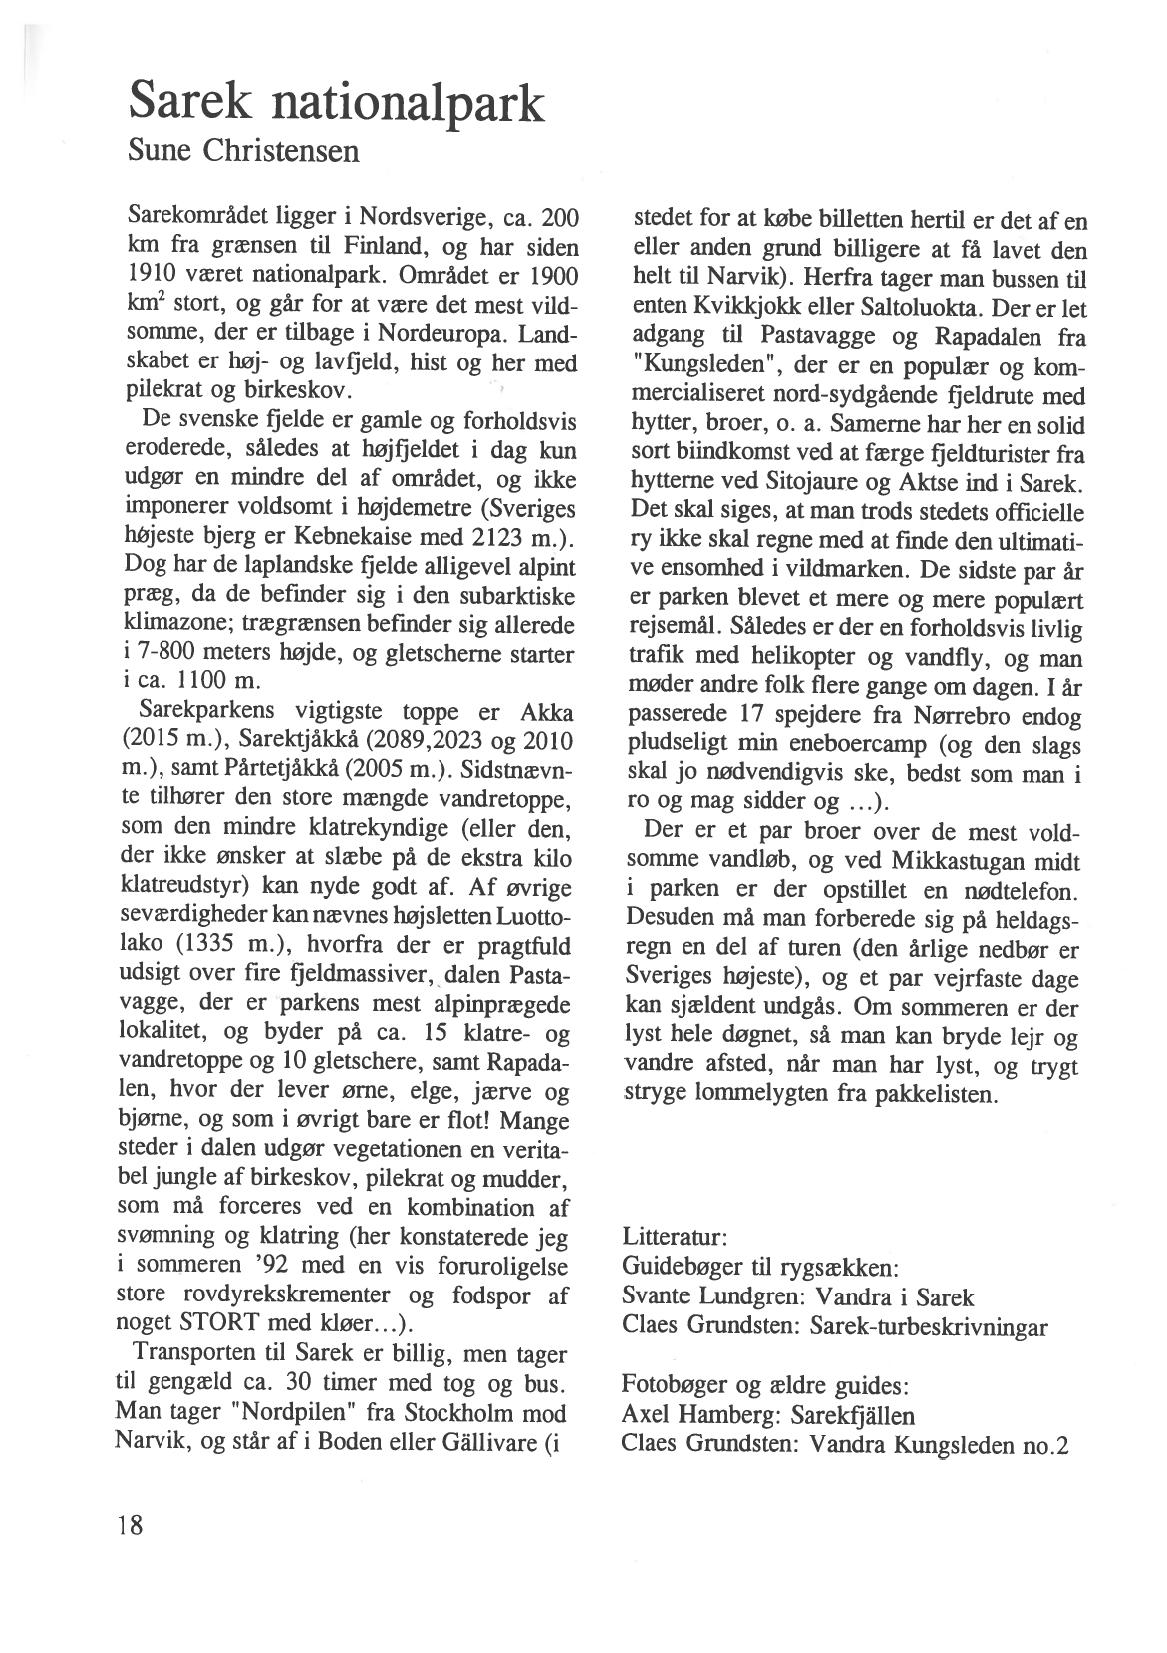 Sarek nationalpark
Sune Christensen
Sarekområdet ligger i Nordsverige, ca. 200
km fra grænsen til Finland, og har siden
1910 været nationalpark. Området er 1900
km² stort, og går for at være det mest vild-
somme, der er tilbage i Nordeuropa. Land-
skabet er høj- og lavfjeld, hist og her med
pilekrat og birkeskov.
De svenske fjelde er gamle og forholdsvis
eroderede, således at højfjeldet i dag kun
udgør en mindre del af området, og ikke
imponerer voldsomt i højdemetre (Sveriges
højeste bjerg er Kebnekaise med 2123 m.).
Dog har de laplandske fjelde alligevel alpint
præg, da de befinder sig i den subarktiske
klimazone; trægrænsen befinder sig allerede
i 7-800 meters højde, og gletscherne starter
i ca. 1100 m.
Sarekparkens vigtigste toppe er Akka
(2015 m.), Sarektjåkkå (2089,2023 og 2010
m.), samt Pårtetjåkkå (2005 m.). Sidstnævn-
te tilhører den store mængde vandretoppe,
som den mindre klatrekyndige (eller den,
der ikke ønsker at slæbe på de ekstra kilo
klatreudstyr) kan nyde godt af. Af øvrige
seværdigheder kan nævnes højsletten Luotto-
lako (1335 m.), hvorfra der er pragtfuld
udsigt over fire fjeldmassiver, dalen Pasta-
vagge, der er parkens mest alpinprægede
lokalitet, og byder på ca. 15 klatre- og
vandretoppe og 10 gletschere, samt Rapada-
len, hvor der lever ørne, elge, jærve og
bjørne, og som i øvrigt bare er flot! Mange
steder i dalen udgør vegetationen en verita-
bel jungle af birkeskov, pilekrat og mudder,
som må forceres ved en kombination af
svømning og klatring (her konstaterede jeg
i sommeren '92 med en vis foruroligelse
store rovdyrekskrementer og fodspor af
noget STORT med kløer...).
Transporten til Sarek er billig, men tager
til gengæld ca. 30 timer med tog og bus.
Man tager "Nordpilen" fra Stockholm mod
Narvik, og står af i Boden eller Gällivare (i
stedet for at købe billetten hertil er det af en
eller anden grund billigere at få lavet den
helt til Narvik). Herfra tager man bussen til
enten Kvikkjokk eller Saltoluokta. Der er let
adgang til Pastavagge og Rapadalen fra
"Kungsleden", der er en populær og kom-
mercialiseret nord-sydgående fjeldrute med
hytter, broer, o. a. Samerne har her en solid
sort biindkomst ved at færge fjeldturister fra
hytterne ved Sitojaure og Aktse ind i Sarek.
Det skal siges, at man trods stedets officielle
ry ikke skal regne med at finde den ultimati-
ve ensomhed i vildmarken. De sidste par år
er parken blevet et mere og mere populært
rejsemål. Således er der en forholdsvis livlig
trafik med helikopter og vandfly, og man
møder andre folk flere gange om dagen. I år
passerede 17 spejdere fra Nørrebro endog
pludseligt min eneboercamp (og den slags
skal jo nødvendigvis ske, bedst som man i
ro og mag sidder og ...).
Der er et par broer over de mest vold-
somme vandløb, og ved Mikkastugan midt
i parken er der opstillet en nødtelefon.
Desuden må man forberede sig på heldags-
regn en del af turen (den årlige nedbør er
Sveriges højeste), og et par vejrfaste dage
kan sjældent undgås. Om sommeren er der
lyst hele døgnet, så man kan bryde lejr og
vandre afsted, når man har lyst, og trygt
stryge lommelygten fra pakkelisten.
Litteratur:
Guidebøger til rygsækken:
Svante Lundgren: Vandra i Sarek
Claes Grundsten: Sarek-turbeskrivningar
Fotobøger og ældre guides:
Axel Hamberg: Sarekfjällen
Claes Grundsten: Vandra Kungsleden no.2
18